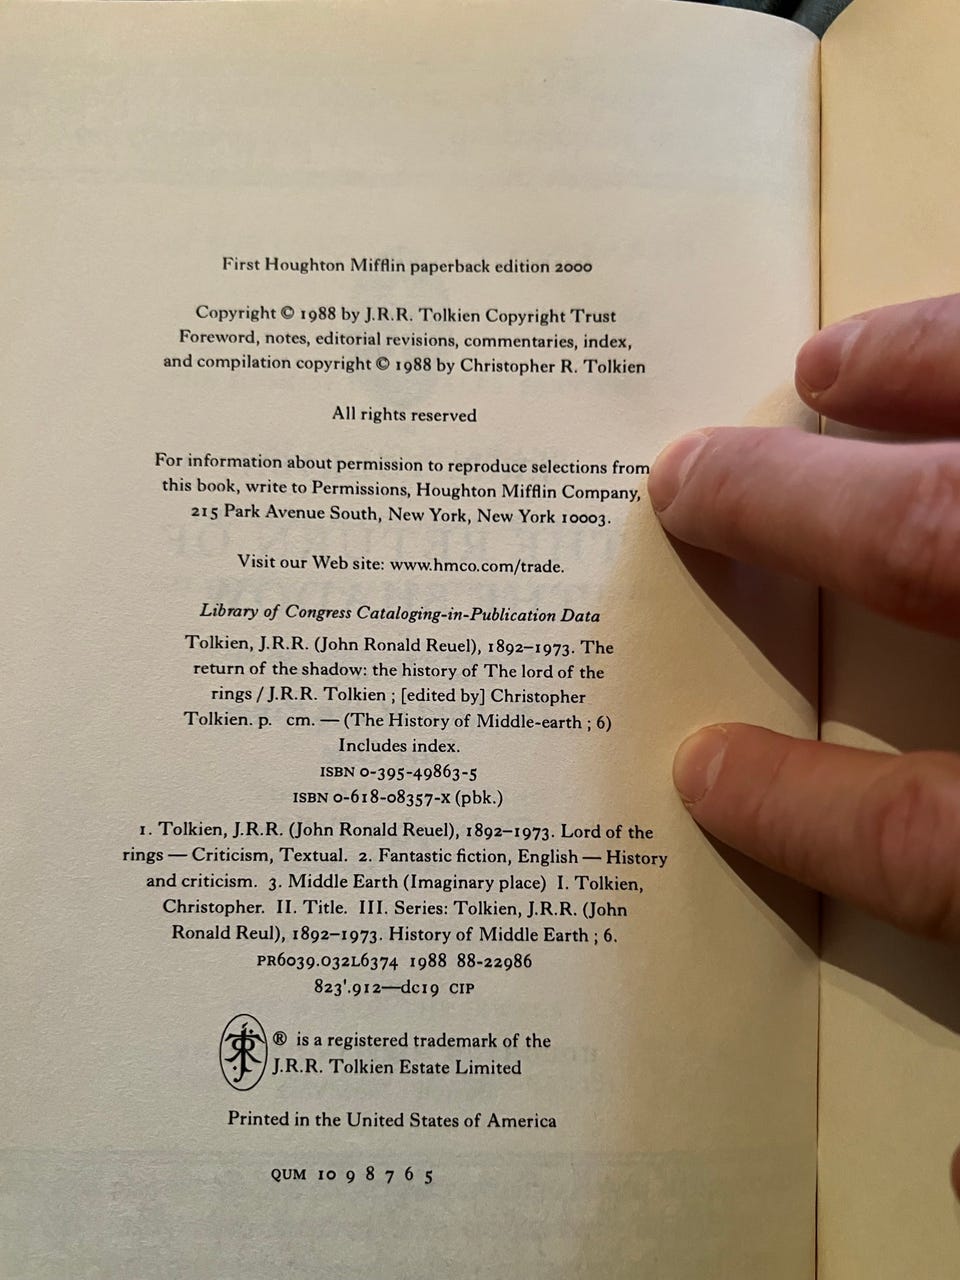 First Houghton Mifflin paperback edition 2000
Copyright © 1988 by J.R.R. Tolkien Copyright Trust
Foreword, notes, editorial revisions, commentaries, index,
and compilation copyright © 1988 by Christopher R. Tolkien
All rights reserved
For information about permission to reproduce selections from
this book, write to Permissions, Houghton Mifflin Company,
215 Park Avenue South, New York, New York 10003.
Visit our Web site: www.hmco.com/trade.
Library of Congress Cataloging-in-Publication Data
Tolkien, J.R.R. (John Ronald Reuel), 1892–1973. The
return of the shadow: the history of The lord of the
rings / J.R.R. Tolkien ; [edited by] Christopher
Tolkien. p. cm. — (The History of Middle-earth ; 6)
Includes index.
ISBN 0-395-49863-5
ISBN 0-618-08357-X (pbk.)
1. Tolkien, J.R.R. (John Ronald Reuel), 1892–1973. Lord of the
rings — Criticism, Textual. 2. Fantastic fiction, English — History
and criticism. 3. Middle Earth (Imaginary place) I. Tolkien,
Christopher. II. Title. III. Series: Tolkien, J.R.R. (John
Ronald Reul), 1892–1973. History of Middle Earth ; 6.
PR6039.032L6374 1988 88-22986
823'.912—dc19 CIP
® is a registered trademark of the
J.R.R. Tolkien Estate Limited
Printed in the United States of America
QUM 10 9 8 7 6 5